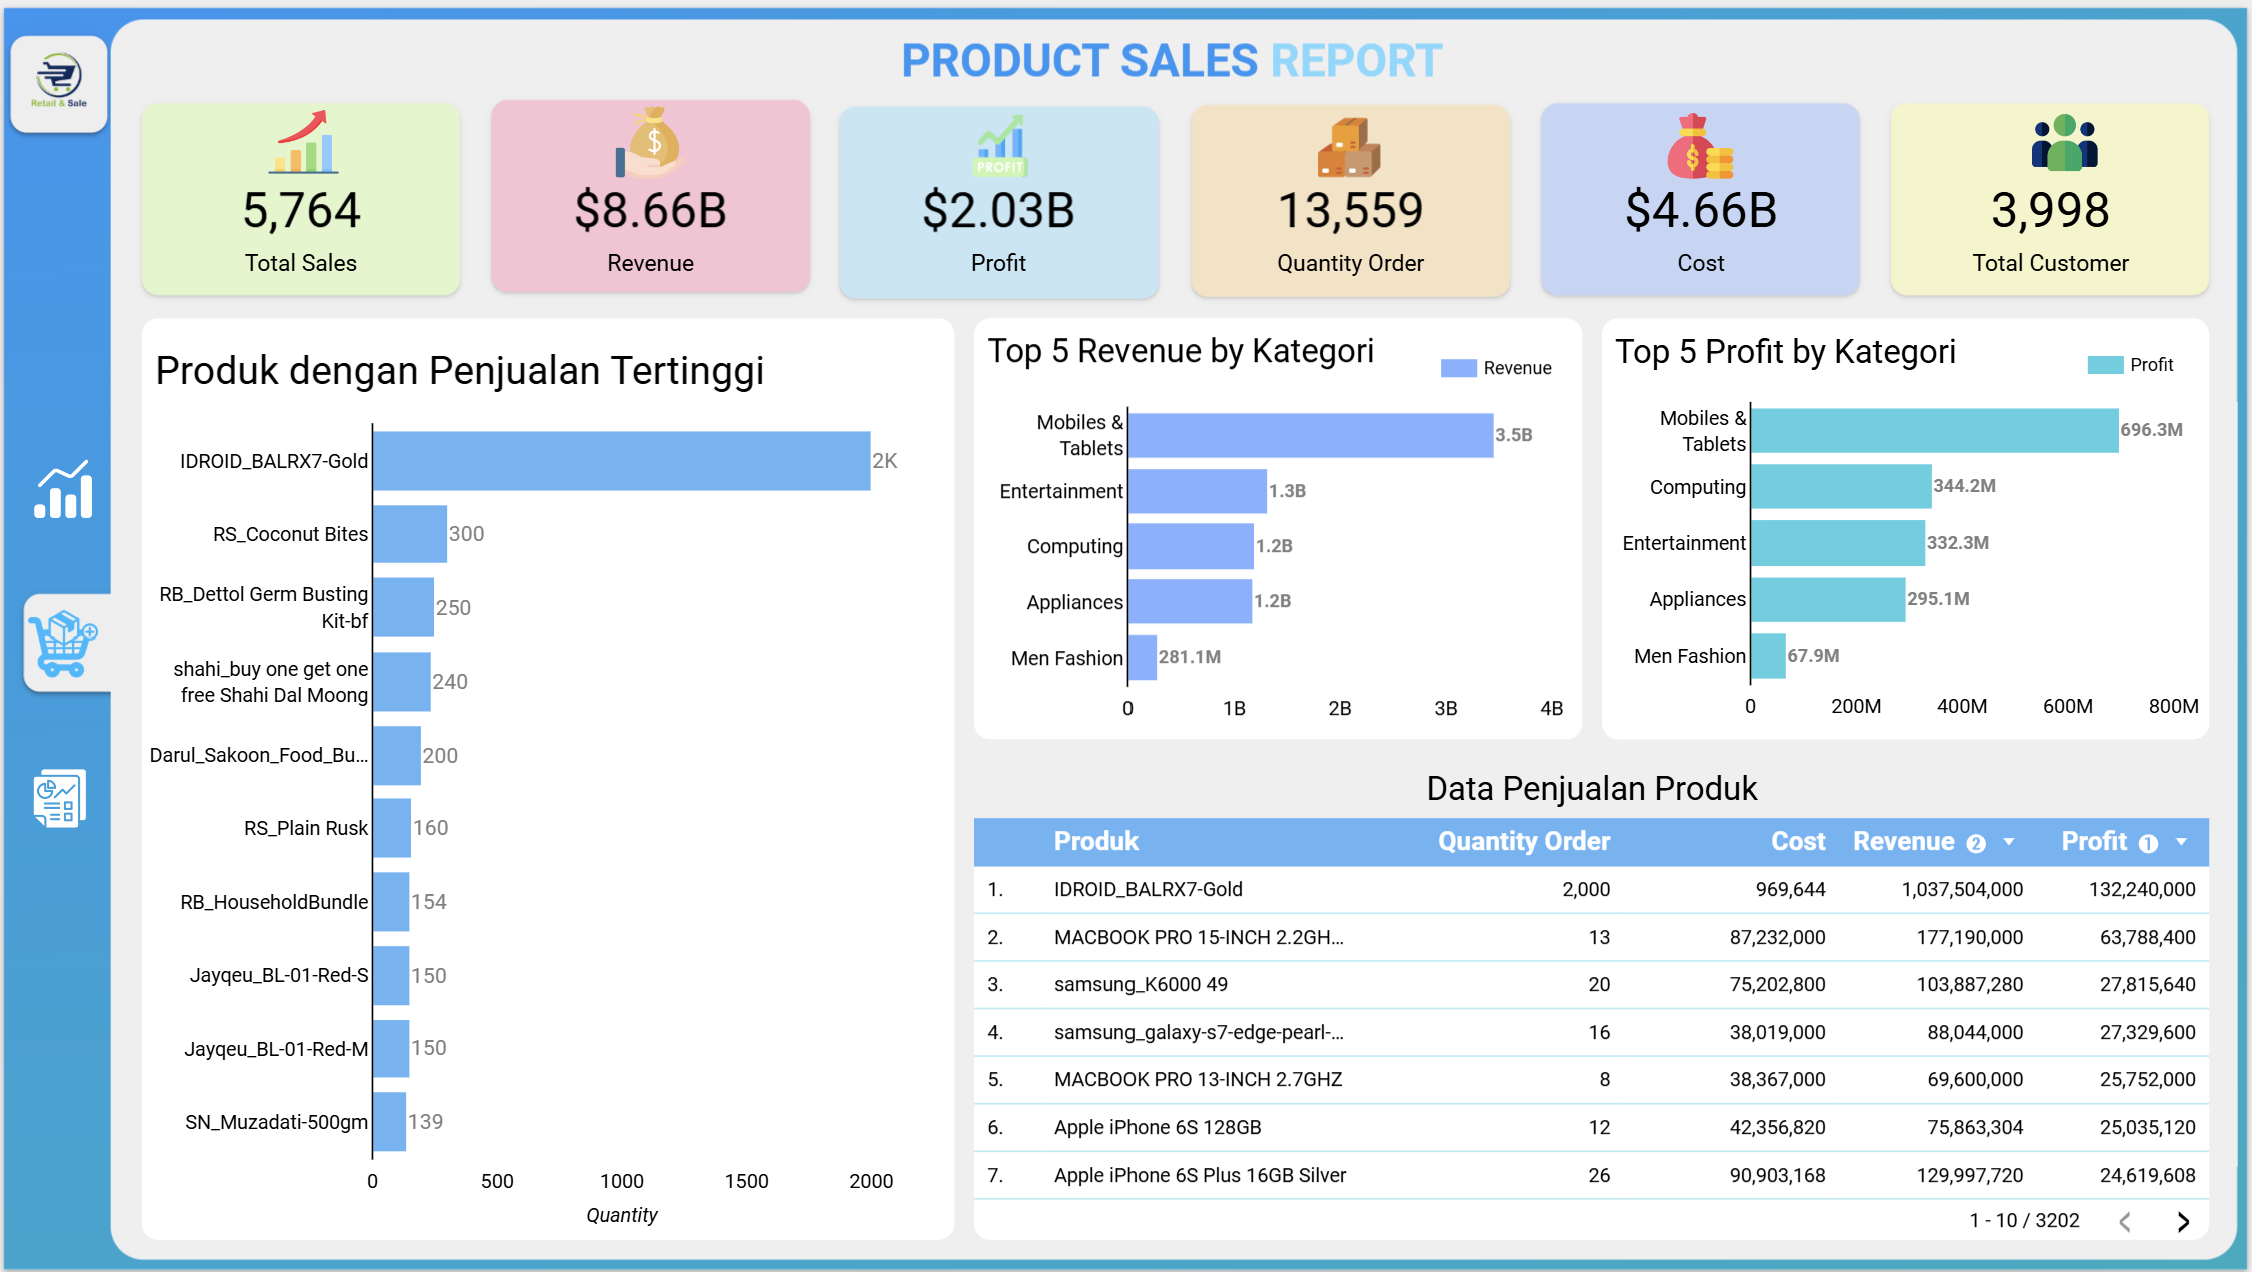 PRODUCT SALES REPORT
Retail & Sale
5,764
Total Sales
$8.66B
Revenue
PROFIT
$2.03B
Profit
13,559
Quantity Order
$
$4.66B
Cost
3,998
Total Customer
Produk dengan Penjualan Tertinggi
IDROID_BALRX7-Gold 2K
RS_Coconut Bites 300
RB_Dettol Germ Busting
Kit-bf 250
shahi_buy one get one
free Shahi Dal Moong 240
Darul_Sakoon_Food_Bu... 200
RS_Plain Rusk 160
RB_HouseholdBundle 154
Jayqeu_BL-01-Red-S 150
Jayqeu_BL-01-Red-M 150
SN_Muzadati-500gm 139
0 500 1000 1500 2000
Quantity
Top 5 Revenue by Kategori
Revenue
Mobiles &
Tablets 3.5B
Entertainment 1.3B
Computing 1.2B
Appliances 1.2B
Men Fashion 281.1M
0 1B 2B 3B 4B
Top 5 Profit by Kategori
Profit
Mobiles &
Tablets 696.3M
Computing 344.2M
Entertainment 332.3M
Appliances 295.1M
Men Fashion 67.9M
0 200M 400M 600M 800M
Data Penjualan Produk
Produk Quantity Order Cost Revenue 2 Profit 1
1. IDROID_BALRX7-Gold 2,000 969,644 1,037,504,000 132,240,000
2. MACBOOK PRO 15-INCH 2.2GH... 13 87,232,000 177,190,000 63,788,400
3. samsung_K6000 49 20 75,202,800 103,887,280 27,815,640
4. samsung_galaxy-s7-edge-pearl-... 16 38,019,000 88,044,000 27,329,600
5. MACBOOK PRO 13-INCH 2.7GHZ 8 38,367,000 69,600,000 25,752,000
6. Apple iPhone 6S 128GB 12 42,356,820 75,863,304 25,035,120
7. Apple iPhone 6S Plus 16GB Silver 26 90,903,168 129,997,720 24,619,608
1 - 10 / 3202